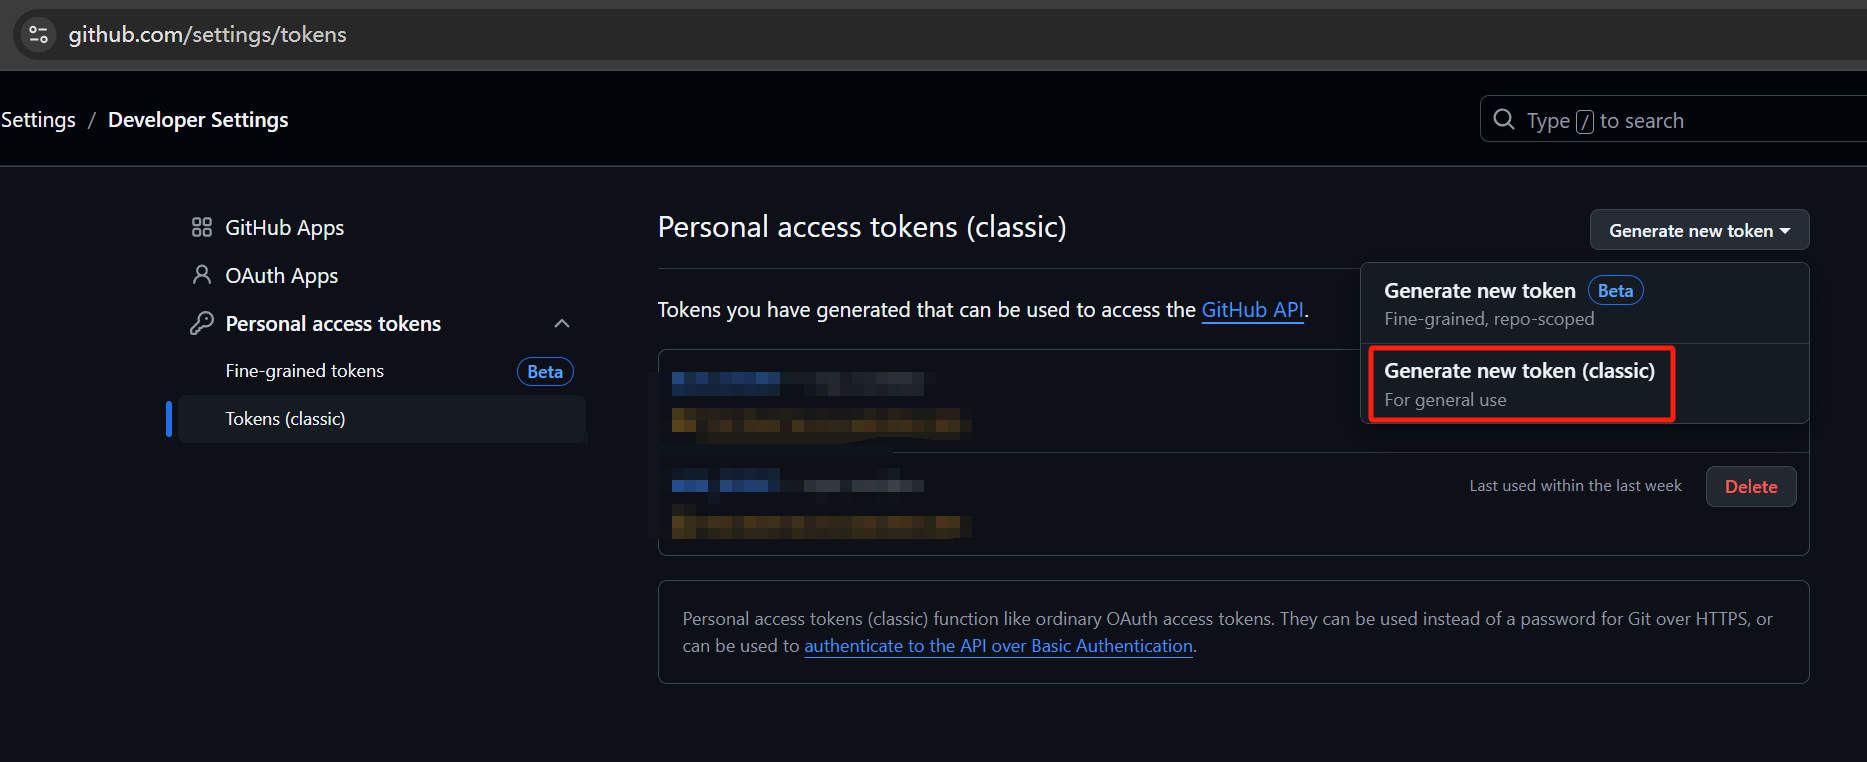 github.com/settings/tokens
Settings / Developer Settings
Type / to search
GitHub Apps
OAuth Apps
Personal access tokens
Fine-grained tokens Beta
Tokens (classic)
Personal access tokens (classic)
Generate new token
Generate new token Beta
Fine-grained, repo-scoped
Generate new token (classic)
For general use
Tokens you have generated that can be used to access the GitHub API.
Last used within the last week Delete
Personal access tokens (classic) function like ordinary OAuth access tokens. They can be used instead of a password for Git over HTTPS, or
can be used to authenticate to the API over Basic Authentication.